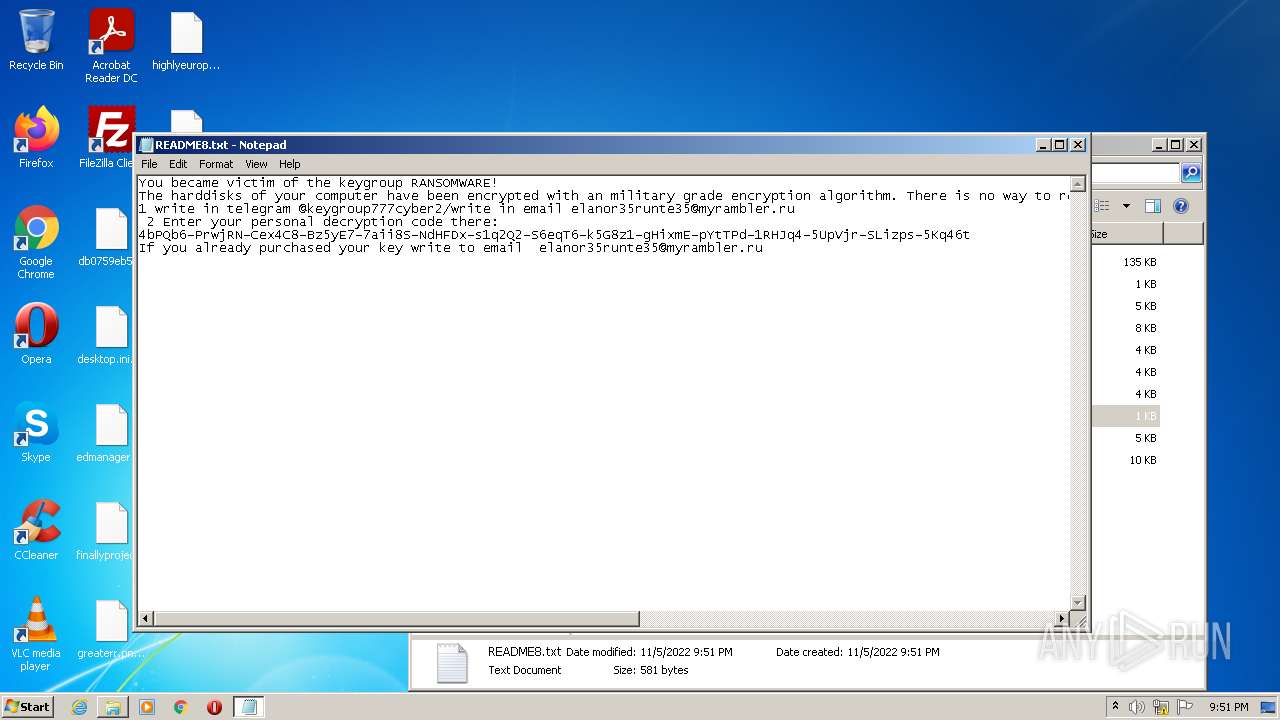 Recycle Bin
Acrobat
Reader DC
highlyeurop...
Firefox
FileZilla Clie
Google
Chrome
db0759eb5
Opera
desktop.ini.
Skype
edmanager
CCleaner
finallyprojec
VLC media
player
greaterr.pn...
README8.txt - Notepad
File Edit Format View Help
You became victim of the keygroup RANSOMWARE!
The harddisks of your computer have been encrypted with an military grade encryption algorithm. There is no way to re
1 write in telegram @keygroup777cyber2/write in email elanor35runte35@myrambler.ru
2 Enter your personal decryption code there:
4bPQb6-PrwjRN-Cex4C8-Bz5yE7-7aii8S-NdHFDx-S1q2Q2-S6eqT6-k5G8z1-gHixmE-pYtTPd-1RHJq4-5UpVjr-SLizps-5Kq46t
If you already purchased your key write to email  elanor35runte35@myrambler.ru
Size
135 KB
1 KB
5 KB
8 KB
4 KB
4 KB
4 KB
1 KB
5 KB
10 KB
README8.txt Date modified: 11/5/2022 9:51 PM Date created: 11/5/2022 9:51 PM
Text Document Size: 581 bytes
ANY RUN
Start
9:51 PM